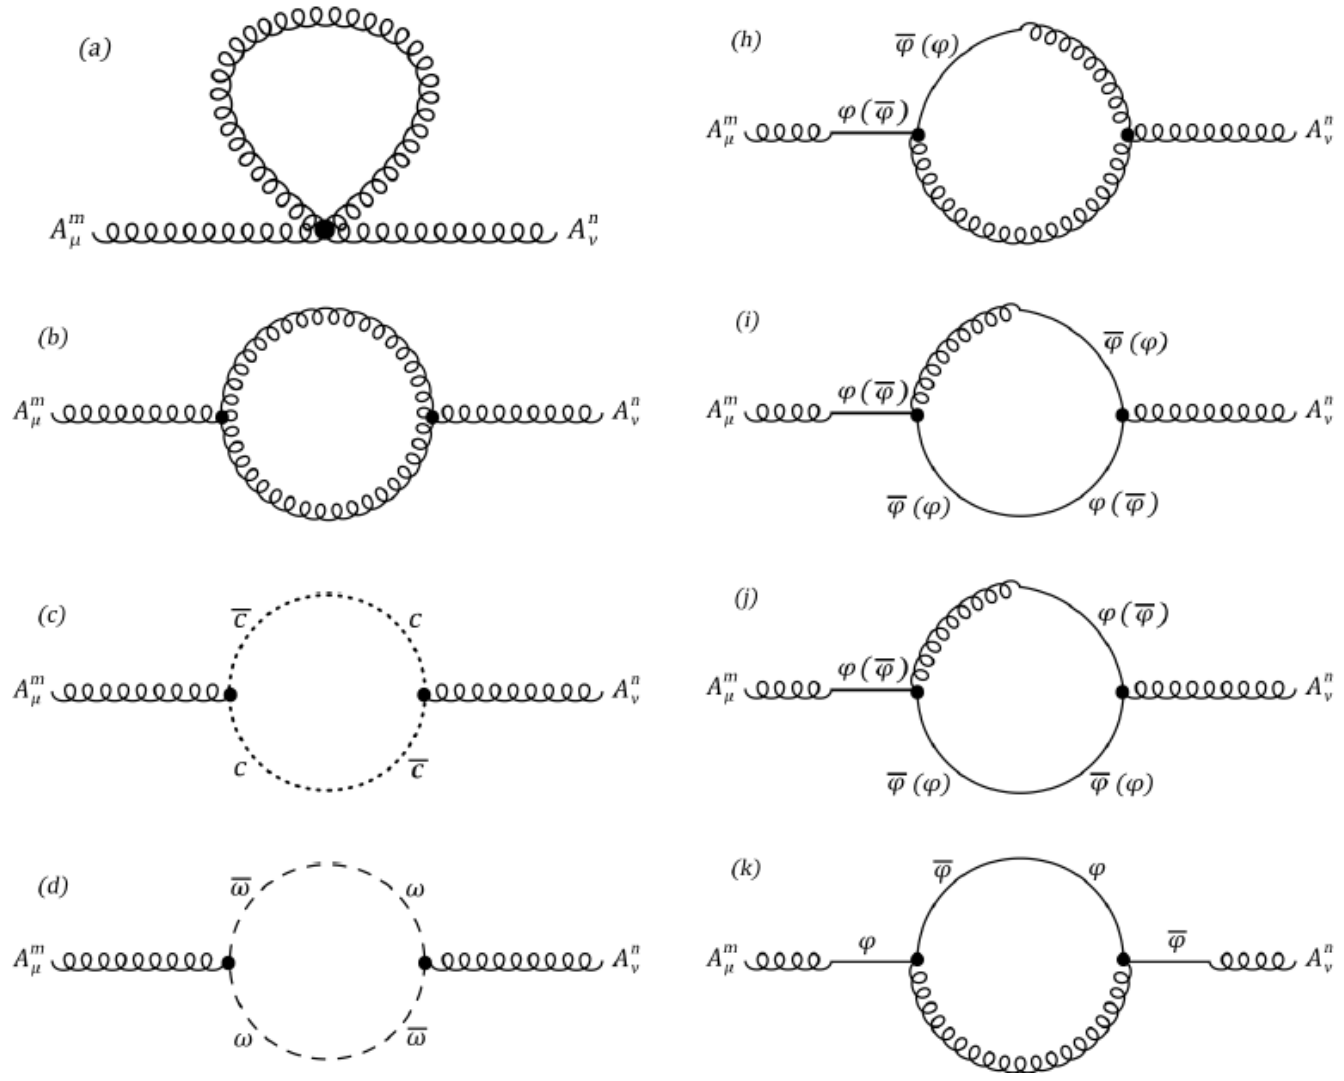 (a)
A^m_μ A^n_ν
(b)
A^m_μ A^n_ν
(c)
c̅ c
A^m_μ A^n_ν
c c̅
(d)
ω̅ ω
A^m_μ A^n_ν
ω ω̅
(h)
φ̅ (φ)
A^m_μ φ (φ̅) A^n_ν
(i)
φ̅ (φ)
A^m_μ φ (φ̅) A^n_ν
φ̅ (φ) φ (φ̅)
(j)
φ (φ̅)
A^m_μ φ (φ̅) A^n_ν
φ̅ (φ) φ̅ (φ)
(k)
φ̅ φ
A^m_μ φ φ̅ A^n_ν